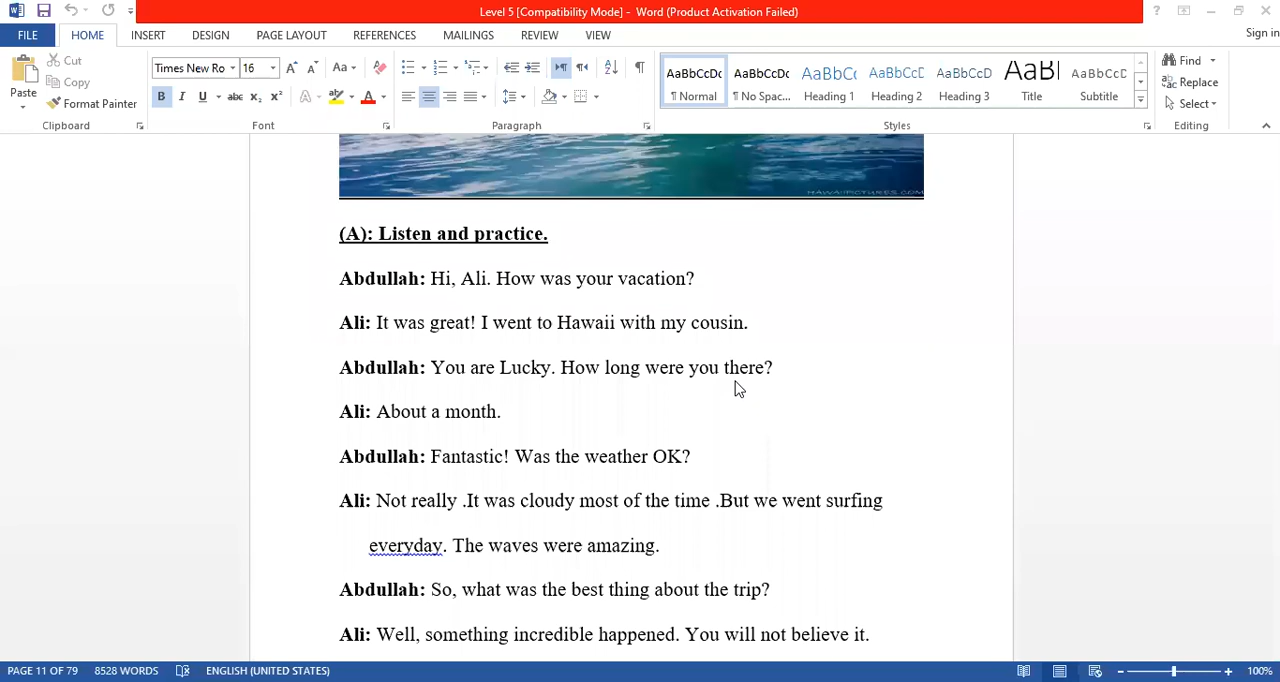 Level 5 [Compatibility Mode] - Word (Product Activation Failed)
FILE HOME INSERT DESIGN PAGE LAYOUT REFERENCES MAILINGS REVIEW VIEW Sign in
Paste Cut Copy Format Painter
Times New Ro 16 Aa
B I U abc X₂ X² A A
AaBbCcDc AaBbCcDc AaBbCc AaBbCcD AaBbCcD AaBl AaBbCcD
¶ Normal ¶ No Spac... Heading 1 Heading 2 Heading 3 Title Subtitle
Find Replace Select
Clipboard Font Paragraph Styles Editing
HAWAIIPICTURES.COM
(A): Listen and practice.
Abdullah: Hi, Ali. How was your vacation?
Ali: It was great! I went to Hawaii with my cousin.
Abdullah: You are Lucky. How long were you there?
Ali: About a month.
Abdullah: Fantastic! Was the weather OK?
Ali: Not really .It was cloudy most of the time .But we went surfing
everyday. The waves were amazing.
Abdullah: So, what was the best thing about the trip?
Ali: Well, something incredible happened. You will not believe it.
PAGE 11 OF 79 8528 WORDS ENGLISH (UNITED STATES) 100%